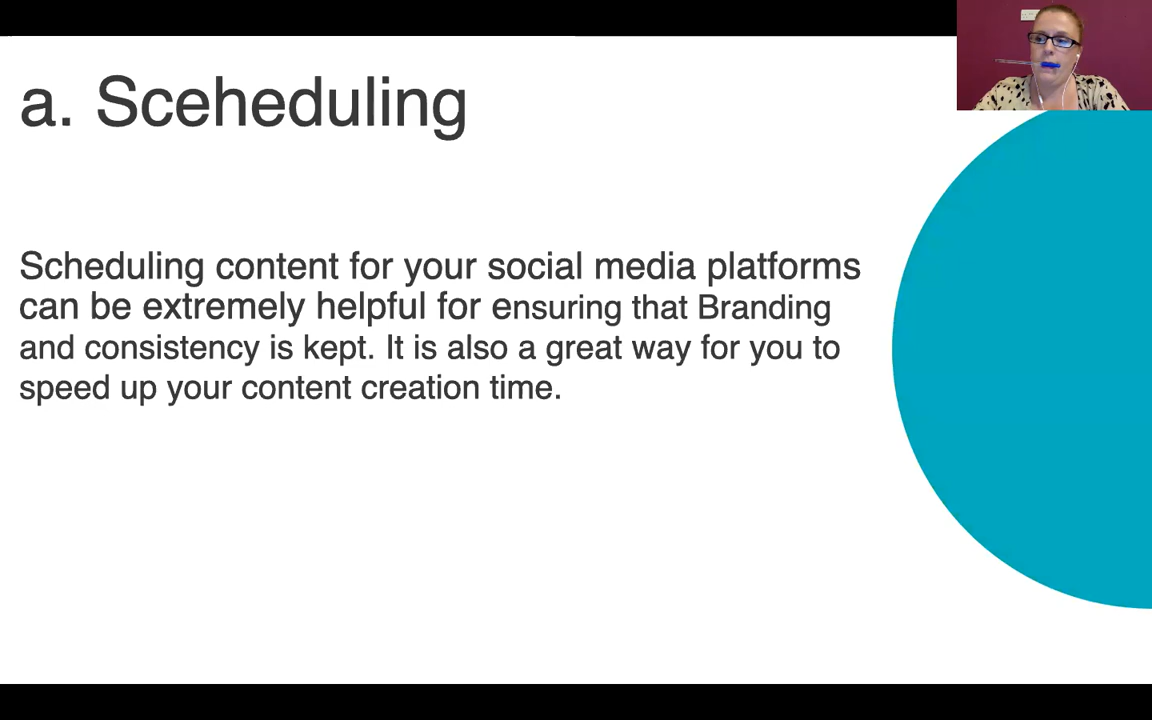 a. Sceheduling
Scheduling content for your social media platforms
can be extremely helpful for ensuring that Branding
and consistency is kept. It is also a great way for you to
speed up your content creation time.